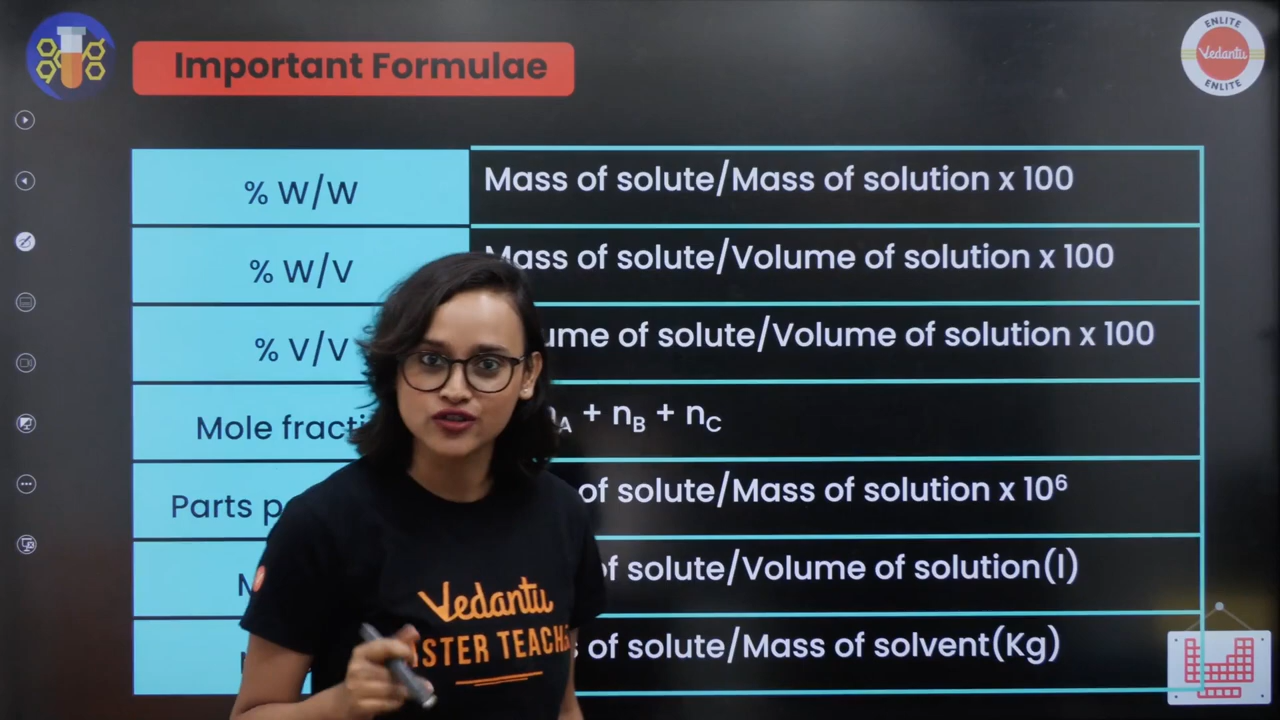 Important Formulae
ENLITE
Vedantu
ENLITE
% W/W
Mass of solute/Mass of solution x 100
% W/V
Mass of solute/Volume of solution x 100
% V/V
ume of solute/Volume of solution x 100
Mole fracti
A + nB + nC
Parts p
of solute/Mass of solution x 10⁶
M
of solute/Volume of solution(l)
of solute/Mass of solvent(Kg)
Vedantu
STER TEACH